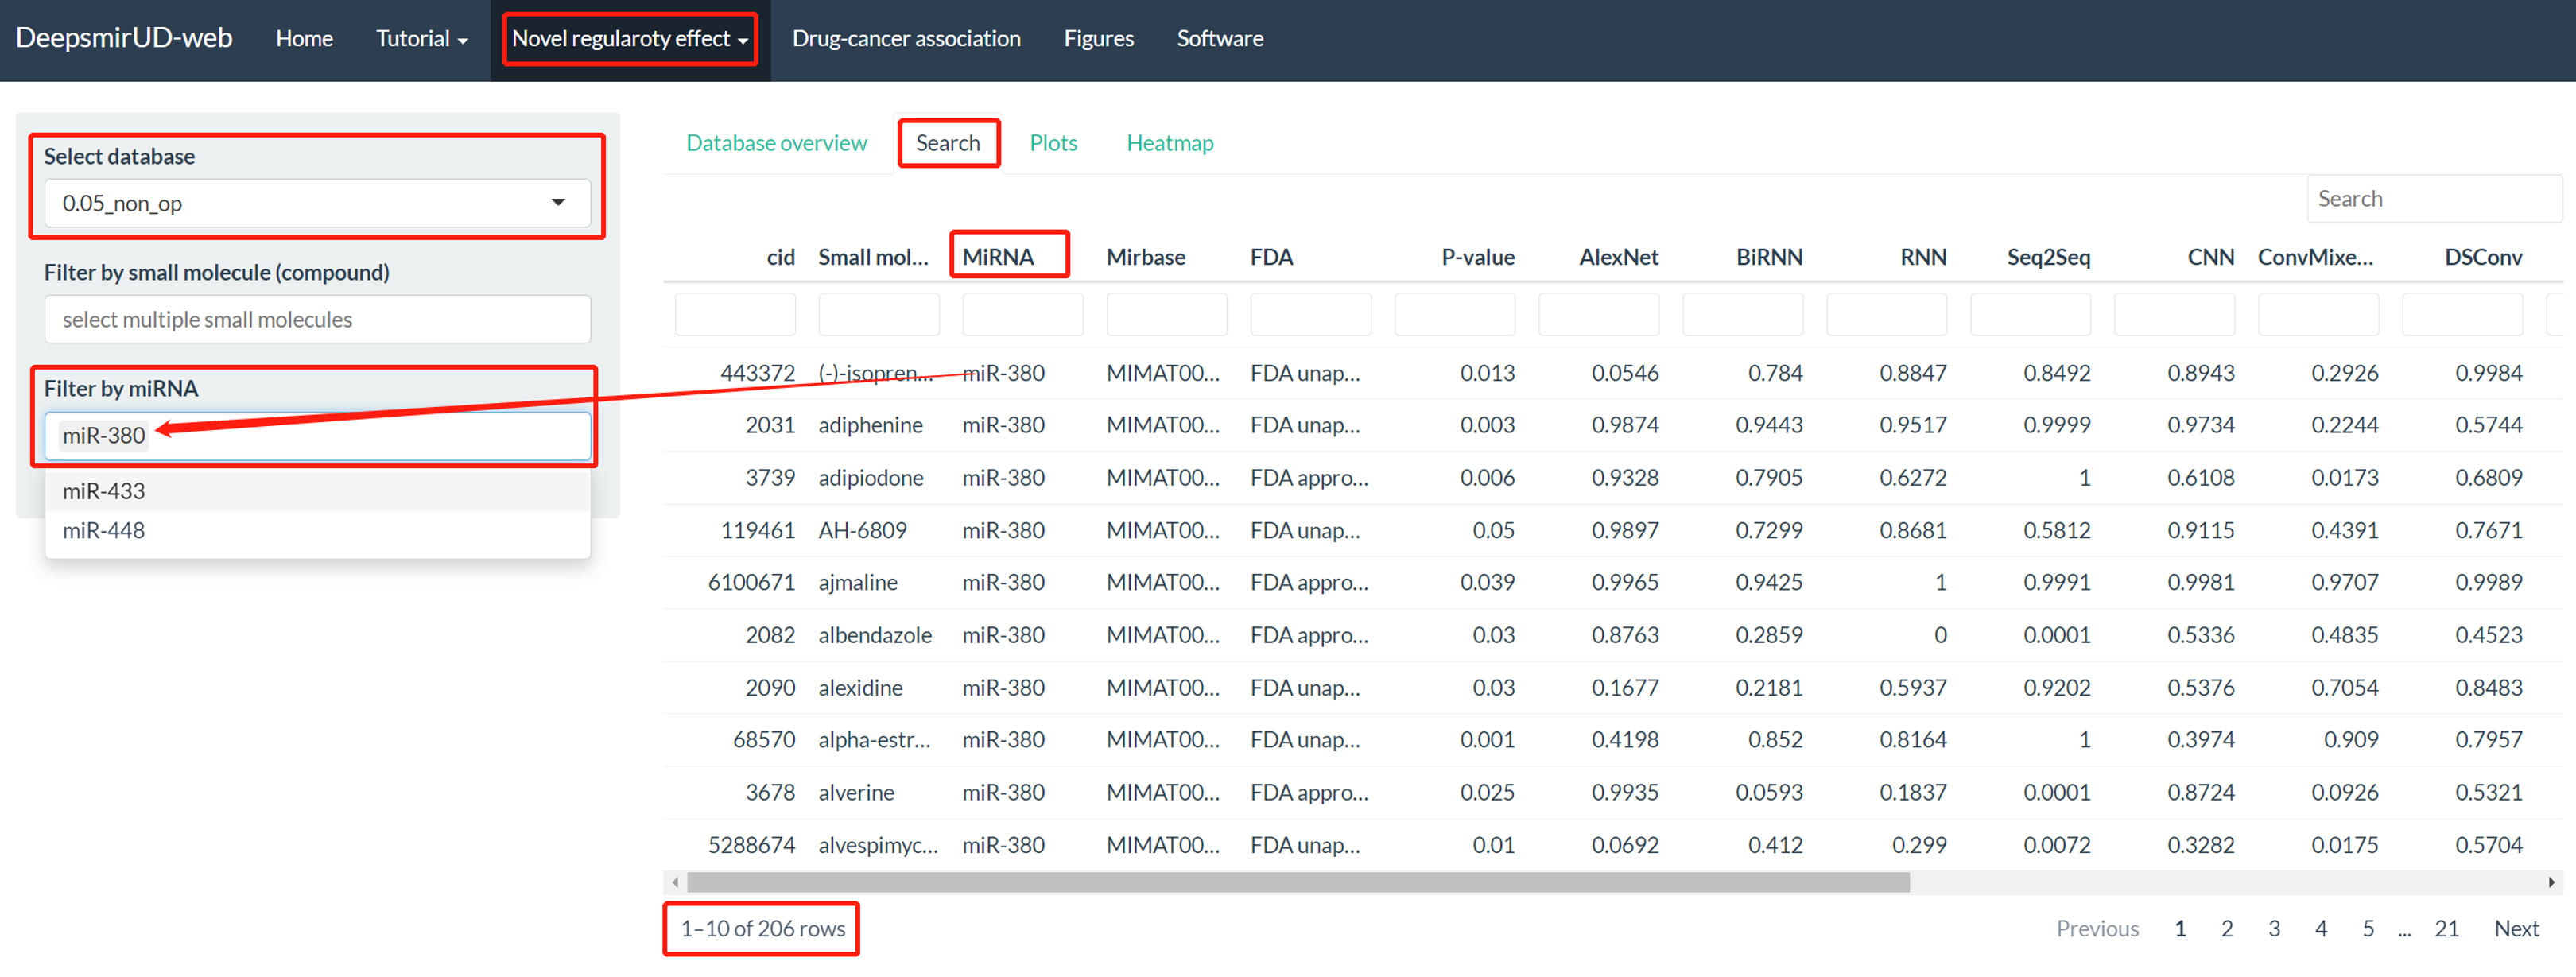 DeepsmirUD-web Home Tutorial Novel regularoty effect Drug-cancer association Figures Software
Select database
0.05_non_op
Filter by small molecule (compound)
select multiple small molecules
Filter by miRNA
miR-380
miR-433
miR-448
Database overview Search Plots Heatmap
Search
cid Small mol... MiRNA Mirbase FDA P-value AlexNet BiRNN RNN Seq2Seq CNN ConvMixe... DSConv
443372 (-)-isopren... miR-380 MIMAT00... FDA unap... 0.013 0.0546 0.784 0.8847 0.8492 0.8943 0.2926 0.9984
2031 adiphenine miR-380 MIMAT00... FDA unap... 0.003 0.9874 0.9443 0.9517 0.9999 0.9734 0.2244 0.5744
3739 adipiodone miR-380 MIMAT00... FDA appro... 0.006 0.9328 0.7905 0.6272 1 0.6108 0.0173 0.6809
119461 AH-6809 miR-380 MIMAT00... FDA unap... 0.05 0.9897 0.7299 0.8681 0.5812 0.9115 0.4391 0.7671
6100671 ajmaline miR-380 MIMAT00... FDA appro... 0.039 0.9965 0.9425 1 0.9991 0.9981 0.9707 0.9989
2082 albendazole miR-380 MIMAT00... FDA appro... 0.03 0.8763 0.2859 0 0.0001 0.5336 0.4835 0.4523
2090 alexidine miR-380 MIMAT00... FDA unap... 0.03 0.1677 0.2181 0.5937 0.9202 0.5376 0.7054 0.8483
68570 alpha-estr... miR-380 MIMAT00... FDA unap... 0.001 0.4198 0.852 0.8164 1 0.3974 0.909 0.7957
3678 alverine miR-380 MIMAT00... FDA appro... 0.025 0.9935 0.0593 0.1837 0.0001 0.8724 0.0926 0.5321
5288674 alvespimyc... miR-380 MIMAT00... FDA unap... 0.01 0.0692 0.412 0.299 0.0072 0.3282 0.0175 0.5704
1–10 of 206 rows
Previous 1 2 3 4 5 ... 21 Next